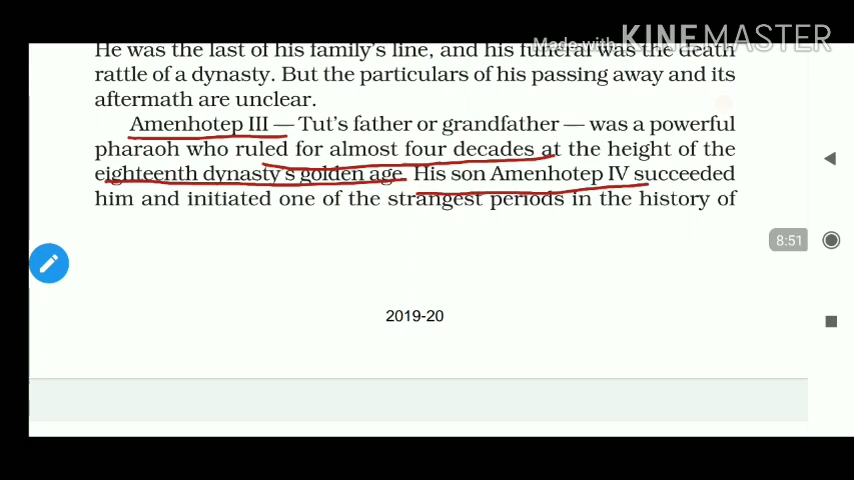 Made with KINEMASTER
He was the last of his family's line, and his funeral was the death
rattle of a dynasty. But the particulars of his passing away and its
aftermath are unclear.
Amenhotep III — Tut's father or grandfather — was a powerful
pharaoh who ruled for almost four decades at the height of the
eighteenth dynasty's golden age. His son Amenhotep IV succeeded
him and initiated one of the strangest periods in the history of
8:51
2019-20